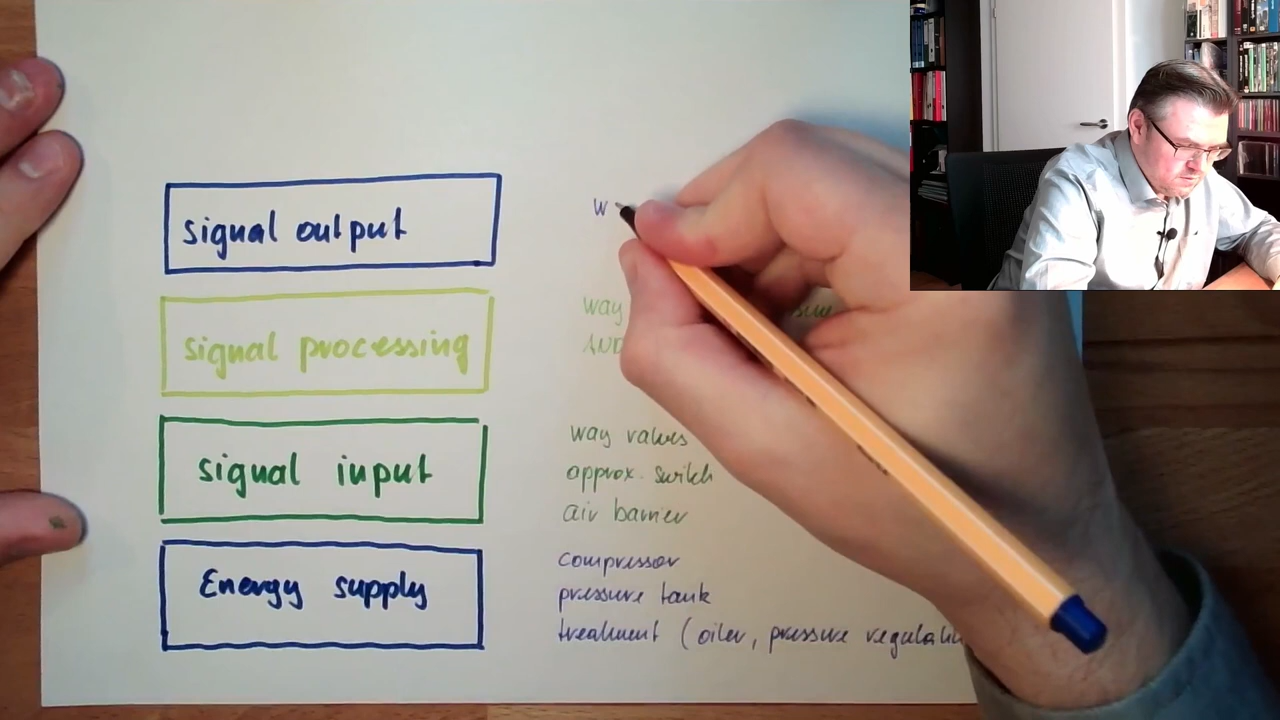 signal output
w
signal processing
way
AND
signal input
way valves
approx. switch
air barrier
Energy supply
compressor
pressure tank
treatment (oiler, pressure